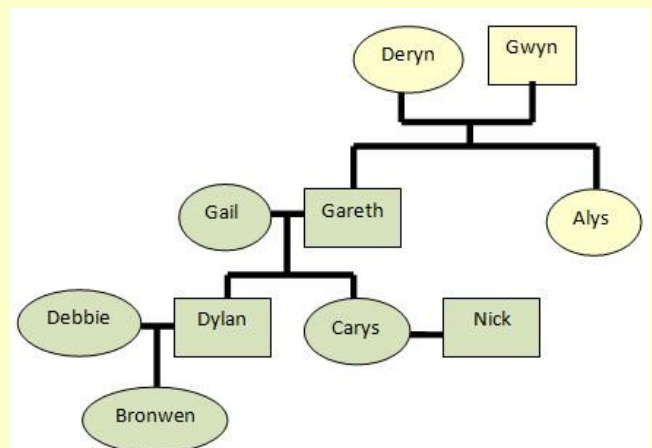 Deryn
Gwyn
Gail
Gareth
Alys
Debbie
Dylan
Carys
Nick
Bronwen